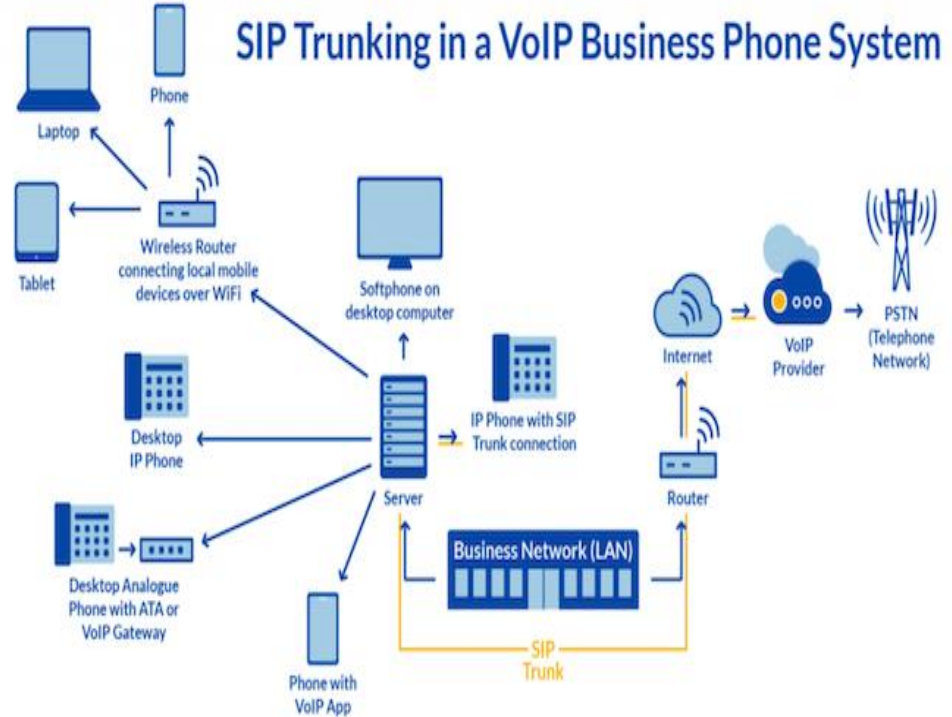 SIP Trunking in a VoIP Business Phone System
Phone
Laptop
Tablet
Wireless Router
connecting local mobile
devices over WiFi
Softphone on
desktop computer
Internet
VoIP
Provider
PSTN
(Telephone
Network)
Desktop
IP Phone
IP Phone with SIP
Trunk connection
Server
Router
Business Network (LAN)
Desktop Analogue
Phone with ATA or
VoIP Gateway
SIP
Trunk
Phone with
VoIP App